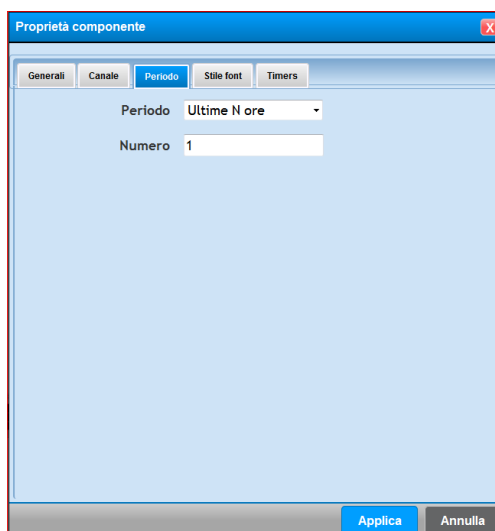 Proprietà componente X
Generali Canale Periodo Stile font Timers
Periodo Ultime N ore
Numero 1
Applica Annulla